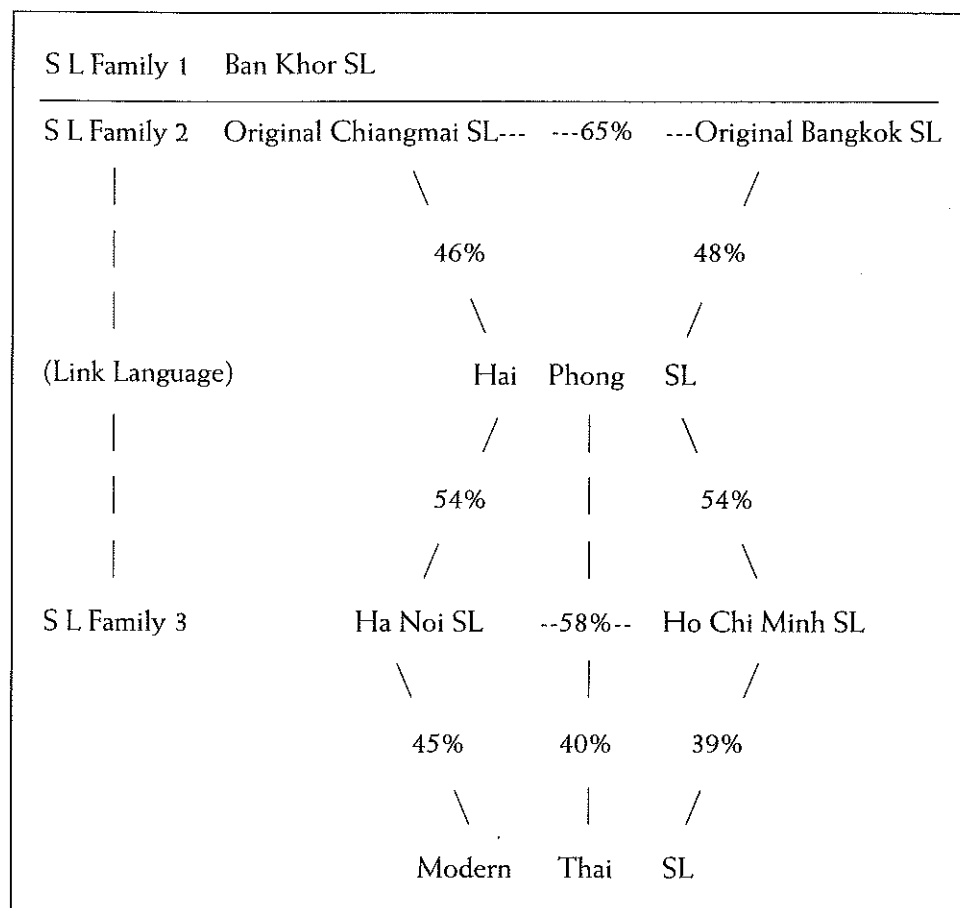 S L Family 1 Ban Khor SL
S L Family 2 Original Chiangmai SL--- ---65% ---Original Bangkok SL
46% 48%
(Link Language) Hai Phong SL
54% 54%
S L Family 3 Ha Noi SL --58%-- Ho Chi Minh SL
45% 40% 39%
Modern Thai SL